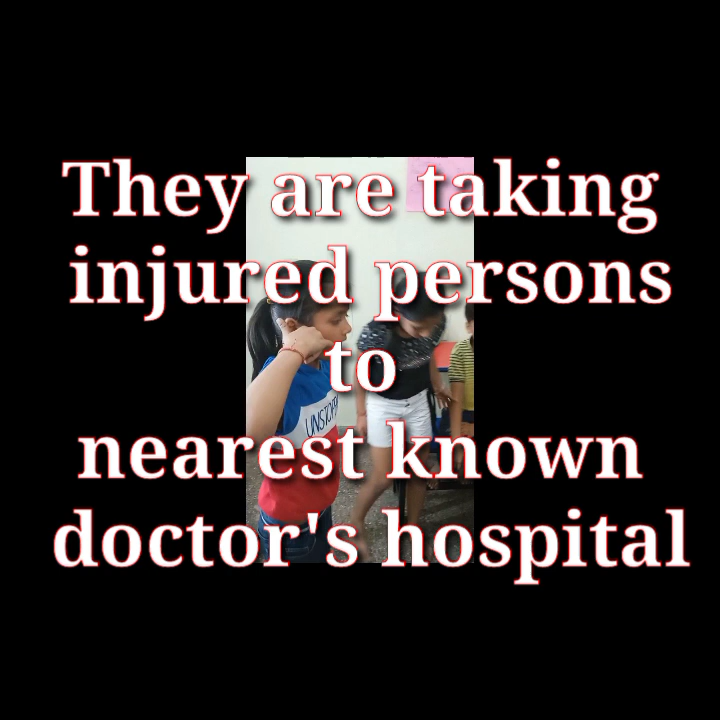 They are taking
injured persons
to
nearest known
doctor's hospital